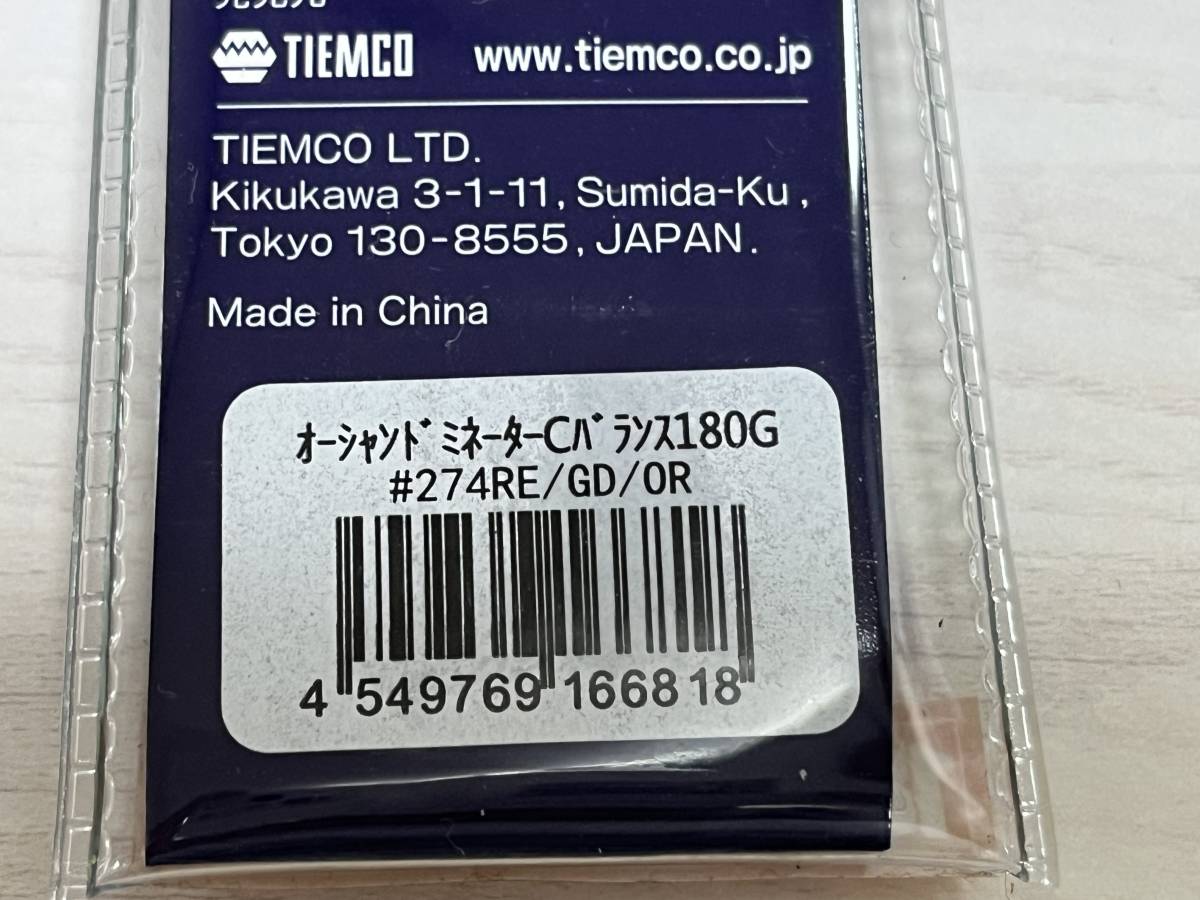 TIEMCO www.tiemco.co.jp
TIEMCO LTD.
Kikukawa 3-1-11, Sumida-Ku,
Tokyo 130-8555, JAPAN.
Made in China
ｵｰｼｬﾝﾄﾞﾐﾈｰﾀｰCﾊﾞﾗﾝｽ180G
#274RE/GD/OR
4 549769 166818